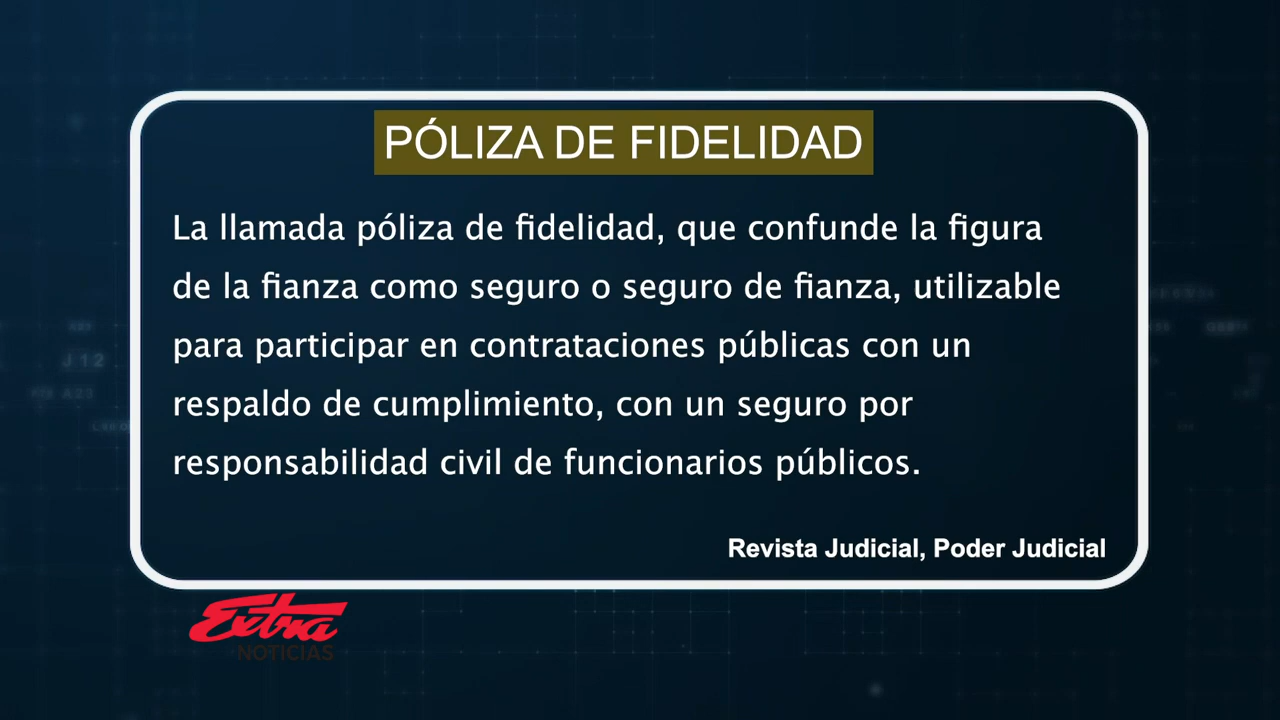 PÓLIZA DE FIDELIDAD
La llamada póliza de fidelidad, que confunde la figura
de la fianza como seguro o seguro de fianza, utilizable
para participar en contrataciones públicas con un
respaldo de cumplimiento, con un seguro por
responsabilidad civil de funcionarios públicos.
Revista Judicial, Poder Judicial
J 12
Extra
NOTICIAS